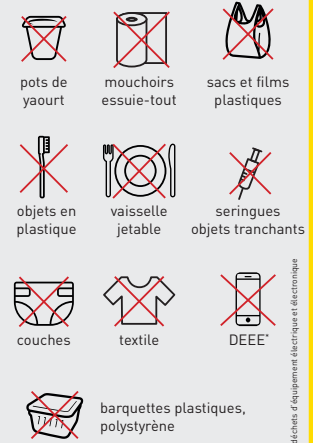 pots de
yaourt
mouchoirs
essuie-tout
sacs et films
plastiques
objets en
plastique
vaisselle
jetable
seringues
objets tranchants
couches
textile
DEEE*
barquettes plastiques,
polystyrène
déchets d'équipement électrique et électronique